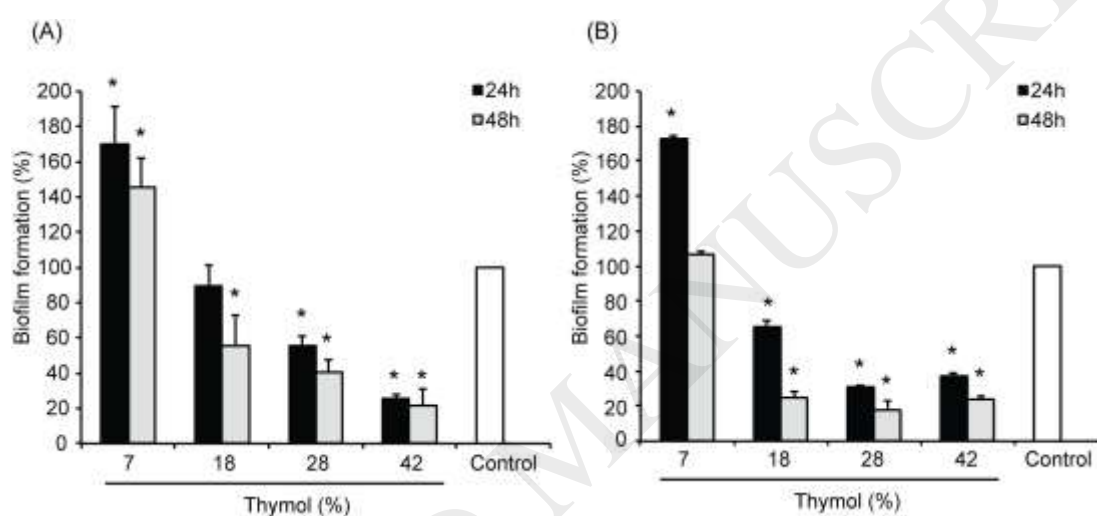 (A)
Biofilm formation (%)
200
180
160
140
120
100
80
60
40
20
0
24h
48h
* * * * * * *
7 18 28 42 Control
Thymol (%)
(B)
Biofilm formation (%)
200
180
160
140
120
100
80
60
40
20
0
24h
48h
* * * * * * *
7 18 28 42 Control
Thymol (%)
MANUSCRI